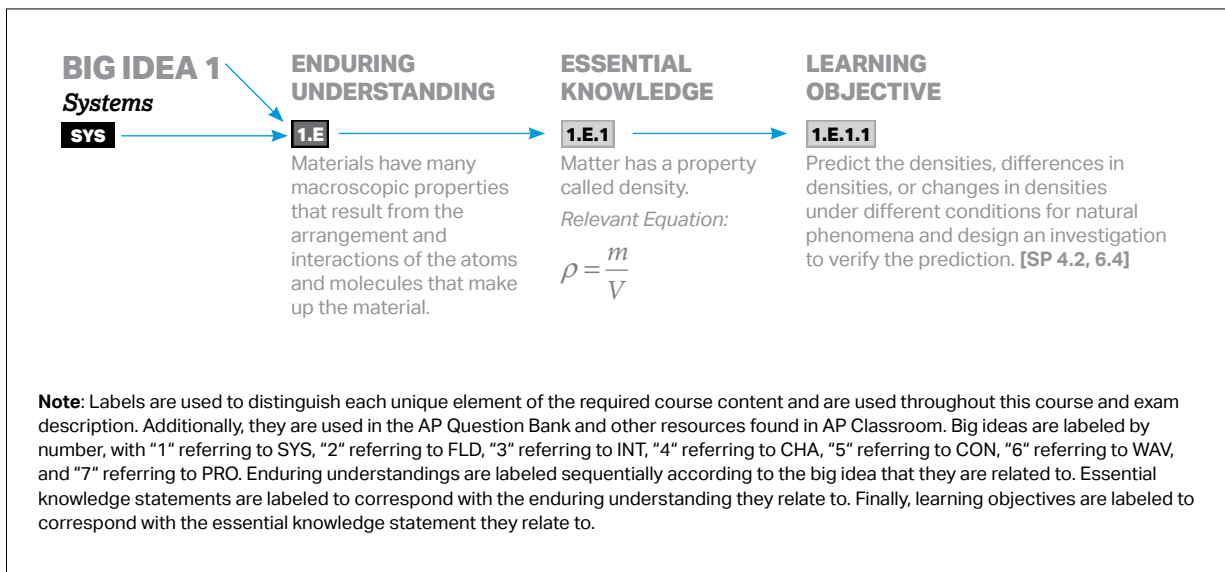 BIG IDEA 1
Systems
SYS
ENDURING
UNDERSTANDING
1.E
Materials have many
macroscopic properties
that result from the
arrangement and
interactions of the atoms
and molecules that make
up the material.
ESSENTIAL
KNOWLEDGE
1.E.1
Matter has a property
called density.
Relevant Equation:
ρ = m/V
LEARNING
OBJECTIVE
1.E.1.1
Predict the densities, differences in
densities, or changes in densities
under different conditions for natural
phenomena and design an investigation
to verify the prediction. [SP 4.2, 6.4]
Note: Labels are used to distinguish each unique element of the required course content and are used throughout this course and exam
description. Additionally, they are used in the AP Question Bank and other resources found in AP Classroom. Big ideas are labeled by
number, with “1“ referring to SYS, “2“ referring to FLD, “3“ referring to INT, “4“ referring to CHA, “5“ referring to CON, “6“ referring to WAV,
and “7“ referring to PRO. Enduring understandings are labeled sequentially according to the big idea that they are related to. Essential
knowledge statements are labeled to correspond with the enduring understanding they relate to. Finally, learning objectives are labeled to
correspond with the essential knowledge statement they relate to.